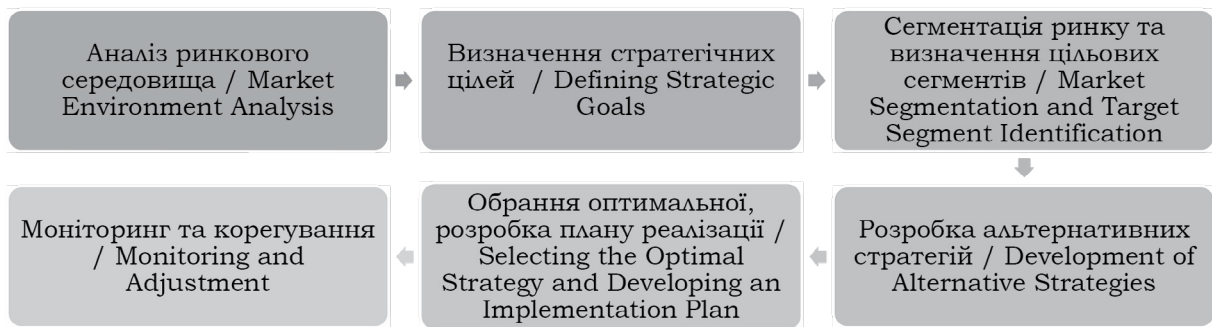 Аналіз ринкового
середовища / Market
Environment Analysis
Визначення стратегічних
цілей / Defining Strategic
Goals
Сегментація ринку та
визначення цільових
сегментів / Market
Segmentation and Target
Segment Identification
Розробка альтернативних
стратегій / Development of
Alternative Strategies
Обрання оптимальної,
розробка плану реалізації /
Selecting the Optimal
Strategy and Developing an
Implementation Plan
Моніторинг та корегування
/ Monitoring and
Adjustment